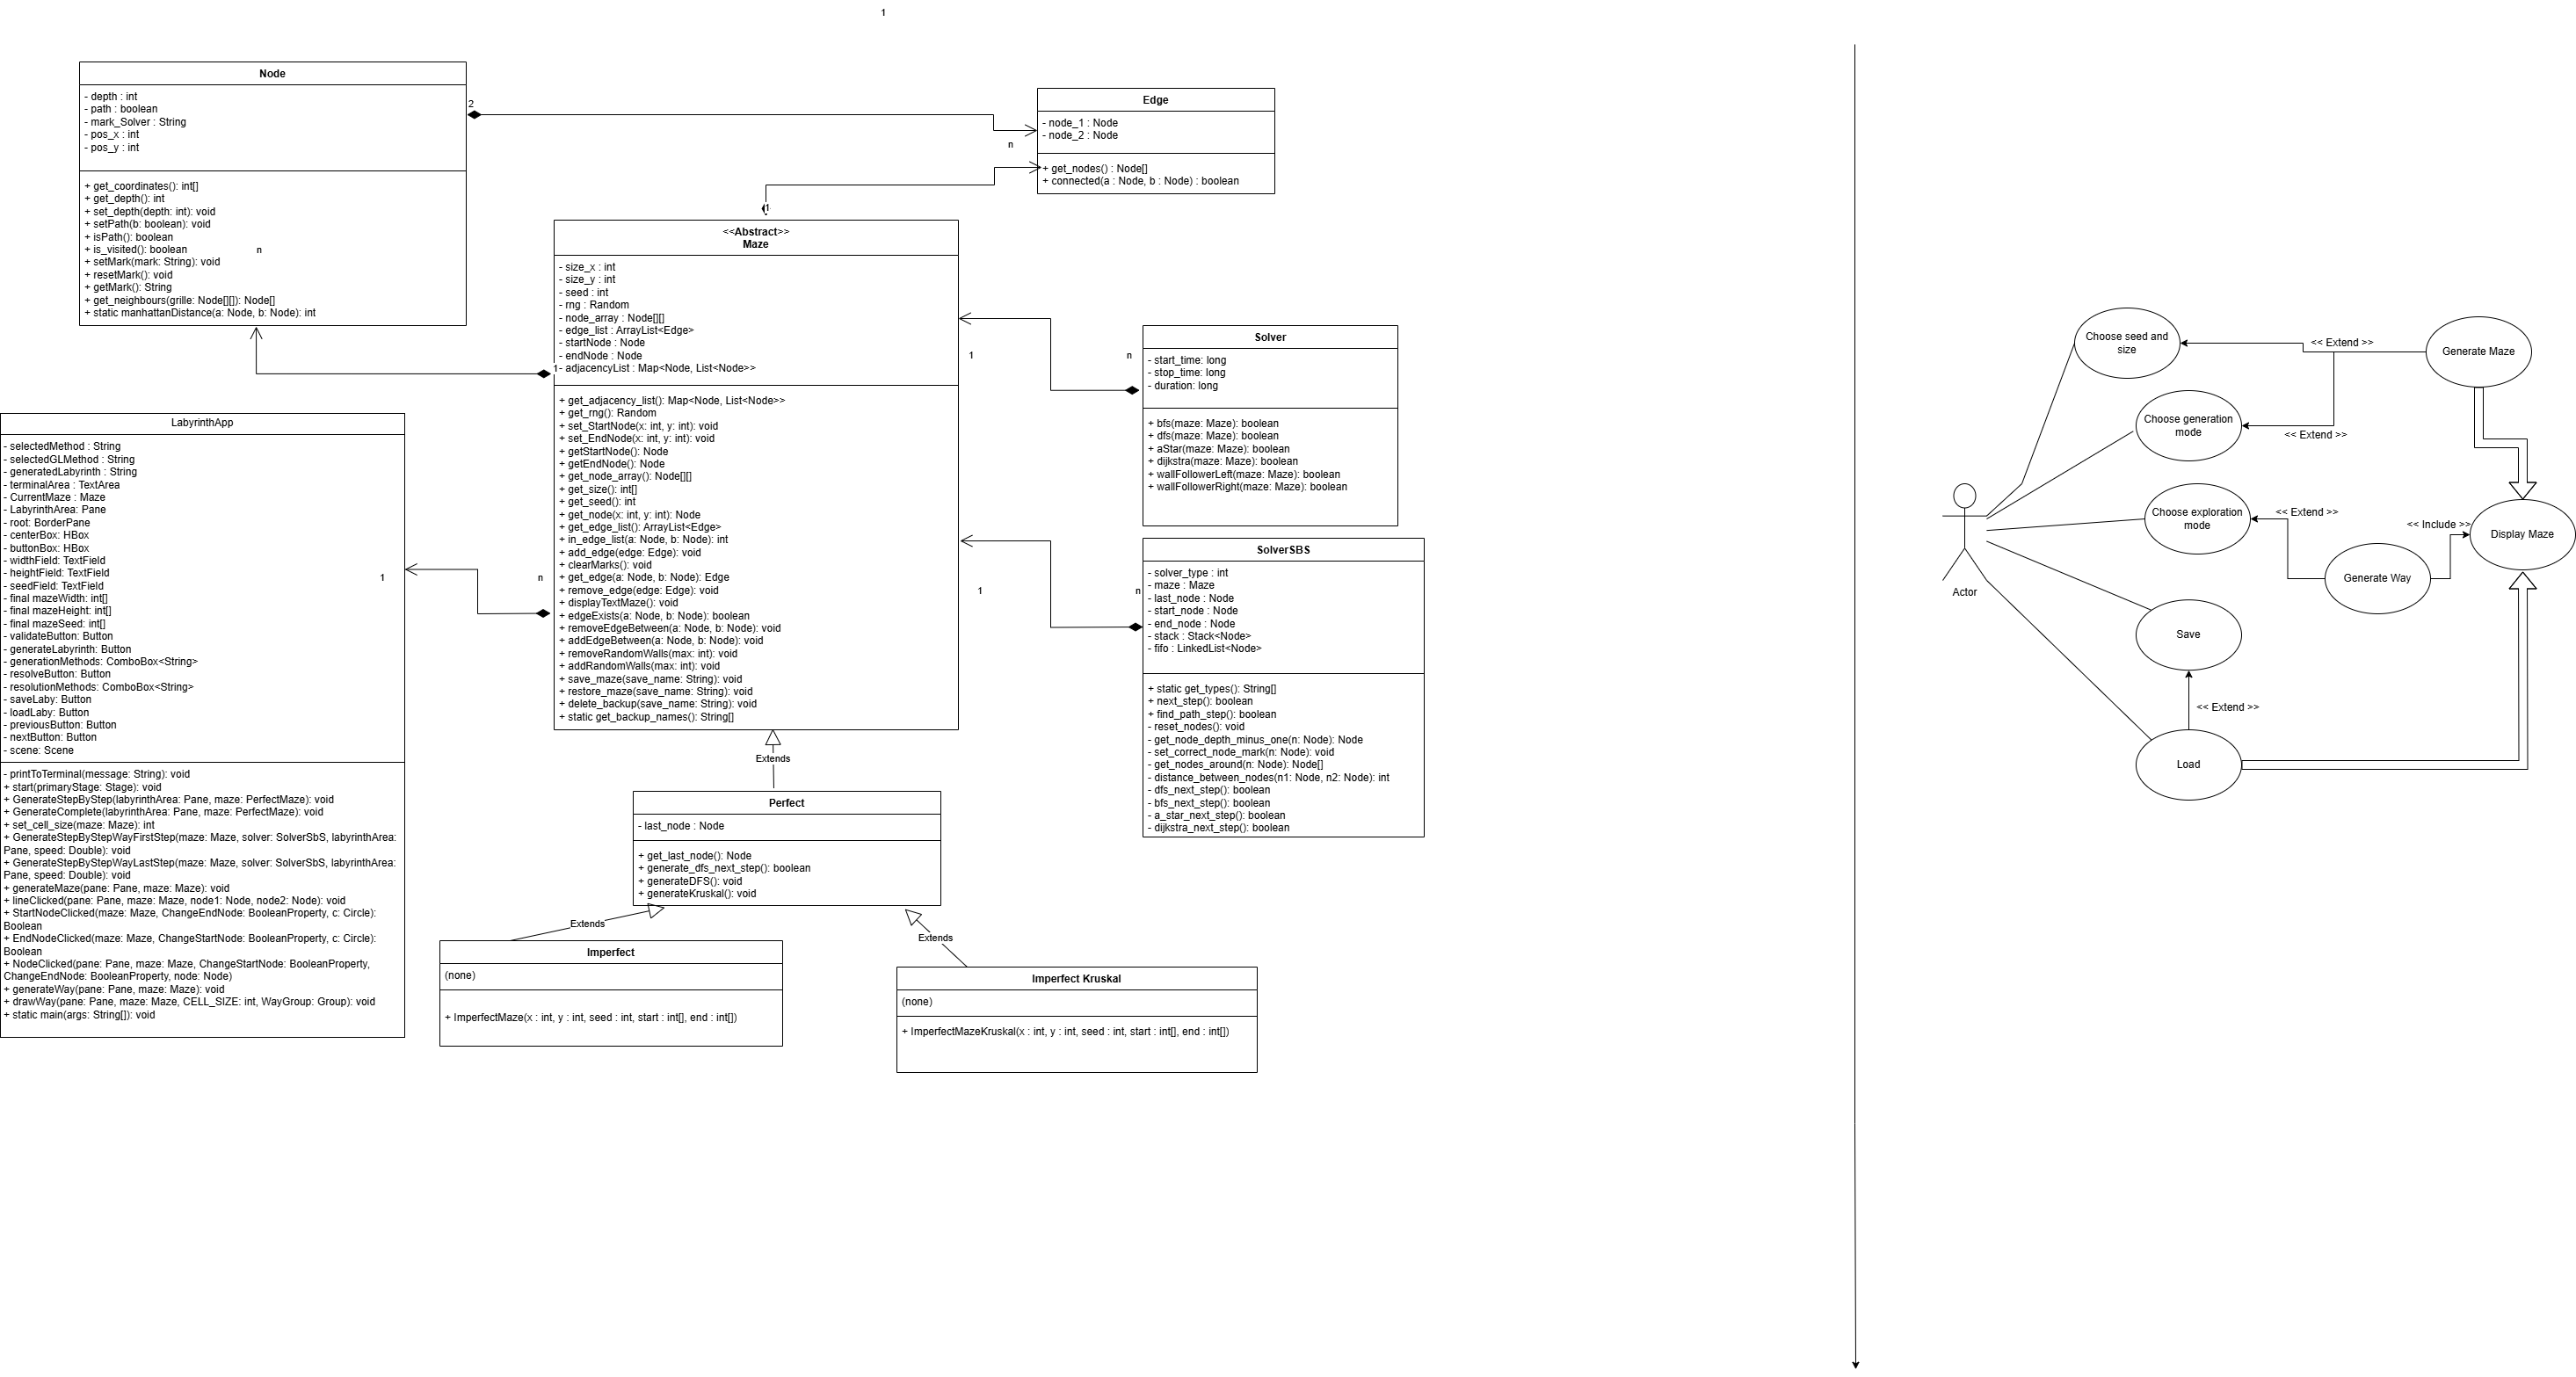 1
Node
- depth : int
- path : boolean
- mark_Solver : String
- pos_x : int
- pos_y : int
+ get_coordinates(): int[]
+ get_depth(): int
+ set_depth(depth: int): void
+ setPath(b: boolean): void
+ isPath(): boolean
+ is_visited(): boolean
n
+ setMark(mark: String): void
+ resetMark(): void
+ getMark(): String
+ get_neighbours(grille: Node[][]): Node[]
+ static manhattanDistance(a: Node, b: Node): int
2
n
Edge
- node_1 : Node
- node_2 : Node
+ get_nodes() : Node[]
+ connected(a : Node, b : Node) : boolean
1
<<Abstract>>
Maze
- size_x : int
- size_y : int
- seed : int
- rng : Random
- node_array : Node[][]
- edge_list : ArrayList<Edge>
- startNode : Node
- endNode : Node
1
- adjacencyList : Map<Node, List<Node>>
+ get_adjacency_list(): Map<Node, List<Node>>
+ get_rng(): Random
+ set_StartNode(x: int, y: int): void
+ set_EndNode(x: int, y: int): void
+ getStartNode(): Node
+ getEndNode(): Node
+ get_node_array(): Node[][]
+ get_size(): int[]
+ get_seed(): int
+ get_node(x: int, y: int): Node
+ get_edge_list(): ArrayList<Edge>
+ in_edge_list(a: Node, b: Node): int
+ add_edge(edge: Edge): void
+ clearMarks(): void
+ get_edge(a: Node, b: Node): Edge
+ remove_edge(edge: Edge): void
+ displayTextMaze(): void
+ edgeExists(a: Node, b: Node): boolean
+ removeEdgeBetween(a: Node, b: Node): void
+ addEdgeBetween(a: Node, b: Node): void
+ removeRandomWalls(max: int): void
+ addRandomWalls(max: int): void
+ save_maze(save_name: String): void
+ restore_maze(save_name: String): void
+ delete_backup(save_name: String): void
+ static get_backup_names(): String[]
1
n
Solver
- start_time: long
- stop_time: long
- duration: long
+ bfs(maze: Maze): boolean
+ dfs(maze: Maze): boolean
+ aStar(maze: Maze): boolean
+ dijkstra(maze: Maze): boolean
+ wallFollowerLeft(maze: Maze): boolean
+ wallFollowerRight(maze: Maze): boolean
1
n
SolverSBS
- solver_type : int
- maze : Maze
- last_node : Node
- start_node : Node
- end_node : Node
- stack : Stack<Node>
- fifo : LinkedList<Node>
+ static get_types(): String[]
+ next_step(): boolean
+ find_path_step(): boolean
- reset_nodes(): void
- get_node_depth_minus_one(n: Node): Node
- set_correct_node_mark(n: Node): void
- get_nodes_around(n: Node): Node[]
- distance_between_nodes(n1: Node, n2: Node): int
- dfs_next_step(): boolean
- bfs_next_step(): boolean
- a_star_next_step(): boolean
- dijkstra_next_step(): boolean
LabyrinthApp
- selectedMethod : String
- selectedGLMethod : String
- generatedLabyrinth : String
- terminalArea : TextArea
- CurrentMaze : Maze
- LabyrinthArea: Pane
- root: BorderPane
- centerBox: HBox
- buttonBox: HBox
- widthField: TextField
- heightField: TextField
- seedField: TextField
- final mazeWidth: int[]
- final mazeHeight: int[]
- final mazeSeed: int[]
- validateButton: Button
- generateLabyrinth: Button
- generationMethods: ComboBox<String>
- resolveButton: Button
- resolutionMethods: ComboBox<String>
- saveLaby: Button
- loadLaby: Button
- previousButton: Button
- nextButton: Button
- scene: Scene
- printToTerminal(message: String): void
+ start(primaryStage: Stage): void
+ GenerateStepByStep(labyrinthArea: Pane, maze: PerfectMaze): void
+ GenerateComplete(labyrinthArea: Pane, maze: PerfectMaze): void
+ set_cell_size(maze: Maze): int
+ GenerateStepByStepWayFirstStep(maze: Maze, solver: SolverSbS, labyrinthArea:
Pane, speed: Double): void
+ GenerateStepByStepWayLastStep(maze: Maze, solver: SolverSbS, labyrinthArea:
Pane, speed: Double): void
+ generateMaze(pane: Pane, maze: Maze): void
+ lineClicked(pane: Pane, maze: Maze, node1: Node, node2: Node): void
+ StartNodeClicked(maze: Maze, ChangeEndNode: BooleanProperty, c: Circle):
Boolean
+ EndNodeClicked(maze: Maze, ChangeStartNode: BooleanProperty, c: Circle):
Boolean
+ NodeClicked(pane: Pane, maze: Maze, ChangeStartNode: BooleanProperty,
ChangeEndNode: BooleanProperty, node: Node)
+ generateWay(pane: Pane, maze: Maze): void
+ drawWay(pane: Pane, maze: Maze, CELL_SIZE: int, WayGroup: Group): void
+ static main(args: String[]): void
1
n
Extends
Perfect
- last_node : Node
+ get_last_node(): Node
+ generate_dfs_next_step(): boolean
+ generateDFS(): void
+ generateKruskal(): void
Extends
Extends
Imperfect
(none)
+ ImperfectMaze(x : int, y : int, seed : int, start : int[], end : int[])
Imperfect Kruskal
(none)
+ ImperfectMazeKruskal(x : int, y : int, seed : int, start : int[], end : int[])
Actor
Choose seed and
size
<< Extend >>
Generate Maze
Choose generation
mode
<< Extend >>
Choose exploration
mode
<< Extend >>
<< Include >>
Display Maze
Generate Way
Save
<< Extend >>
Load